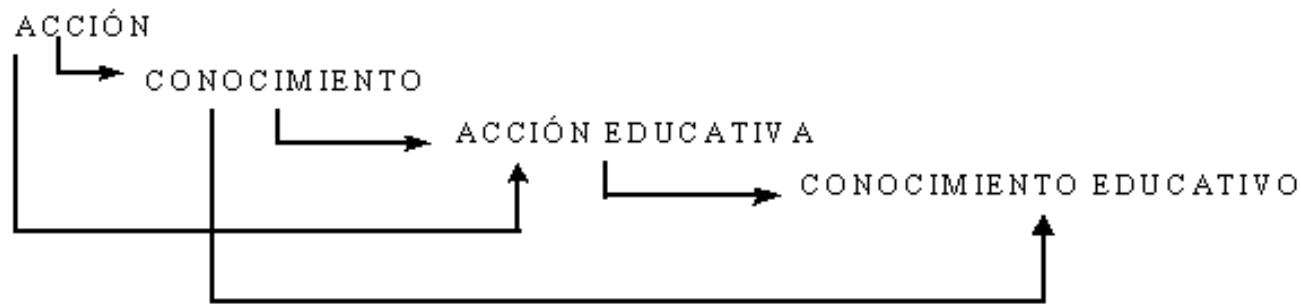 ACCIÓN
CONOCIMIENTO
ACCIÓN EDUCATIVA
CONOCIMIENTO EDUCATIVO